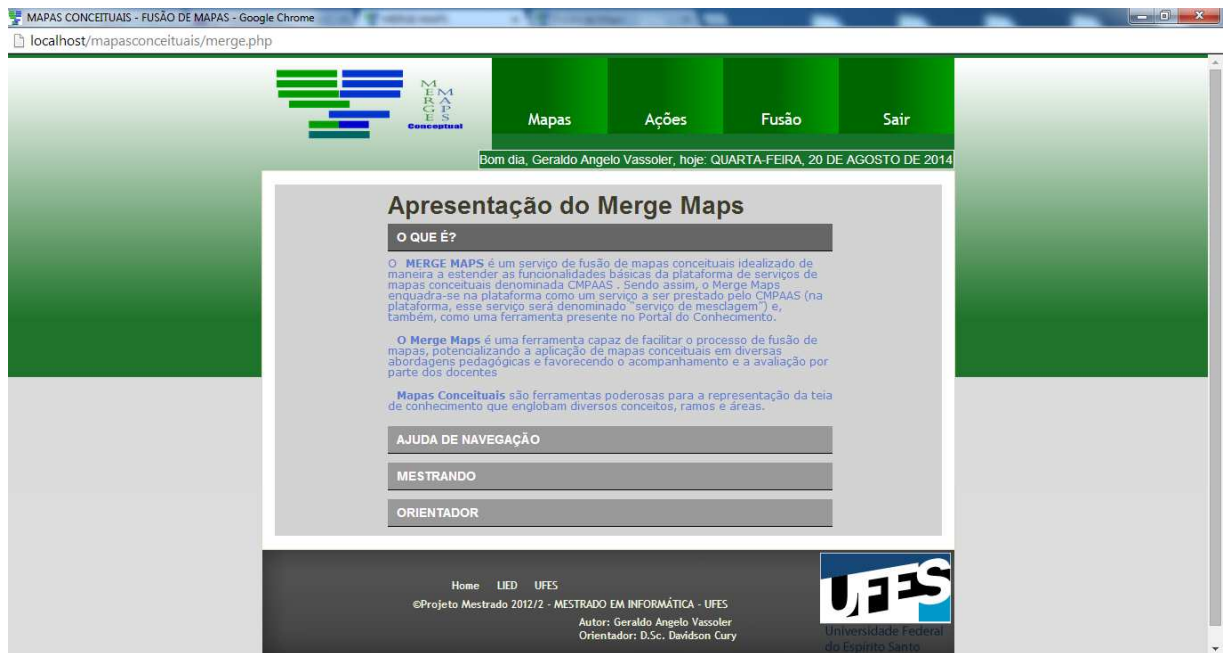 MAPAS CONCEITUAIS - FUSÃO DE MAPAS - Google Chrome
localhost/mapasconceituais/merge.php
MERGE MAPS
Conceptual
Mapas Ações Fusão Sair
Bom dia, Geraldo Angelo Vassoler, hoje: QUARTA-FEIRA, 20 DE AGOSTO DE 2014
Apresentação do Merge Maps
O QUE É?
O MERGE MAPS é um serviço de fusão de mapas conceituais idealizado de
maneira a estender as funcionalidades básicas da plataforma de serviços de
mapas conceituais denominada CMPAAS . Sendo assim, o Merge Maps
enquadra-se na plataforma como um serviço a ser prestado pelo CMPAAS (na
plataforma, esse serviço será denominado "serviço de mesclagem") e,
também, como uma ferramenta presente no Portal do Conhecimento.
O Merge Maps é uma ferramenta capaz de facilitar o processo de fusão de
mapas, potencializando a aplicação de mapas conceituais em diversas
abordagens pedagógicas e favorecendo o acompanhamento e a avaliação por
parte dos docentes
Mapas Conceituais são ferramentas poderosas para a representação da teia
de conhecimento que englobam diversos conceitos, ramos e áreas.
AJUDA DE NAVEGAÇÃO
MESTRANDO
ORIENTADOR
Home LIED UFES
©Projeto Mestrado 2012/2 - MESTRADO EM INFORMÁTICA - UFES
Autor: Geraldo Angelo Vassoler
Orientador: D.Sc. Davidson Cury
UFES
Universidade Federal
do Espírito Santo